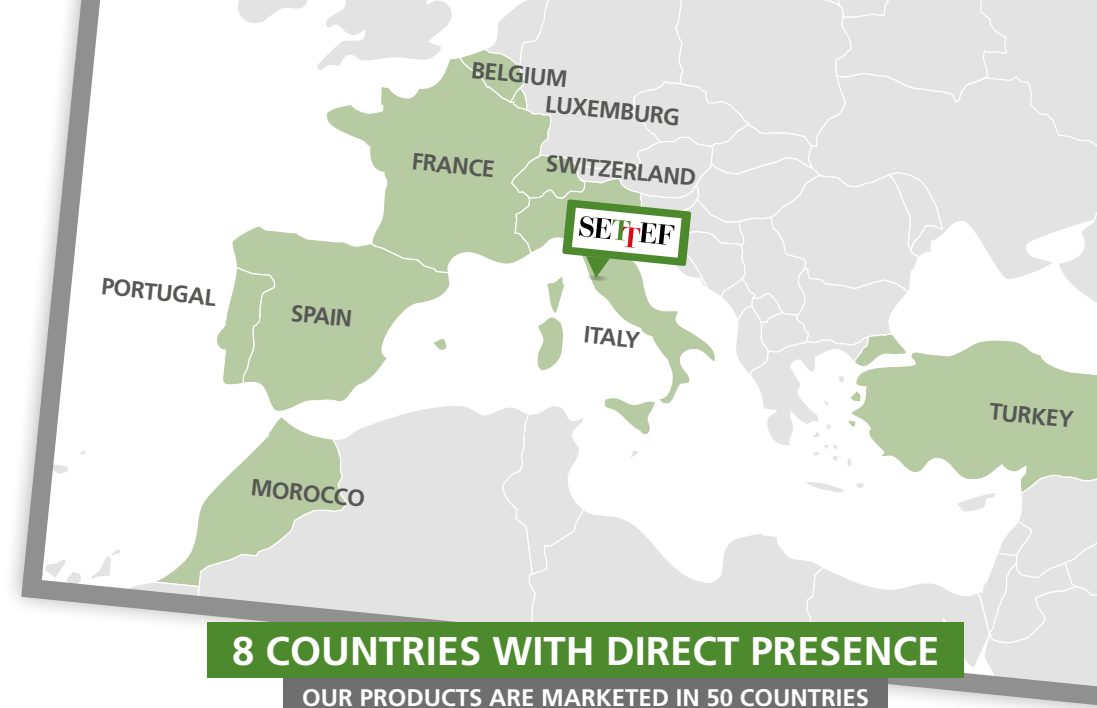 BELGIUM
LUXEMBURG
FRANCE
SWITZERLAND
SETTEF
PORTUGAL
SPAIN
ITALY
TURKEY
MOROCCO
8 COUNTRIES WITH DIRECT PRESENCE
OUR PRODUCTS ARE MARKETED IN 50 COUNTRIES